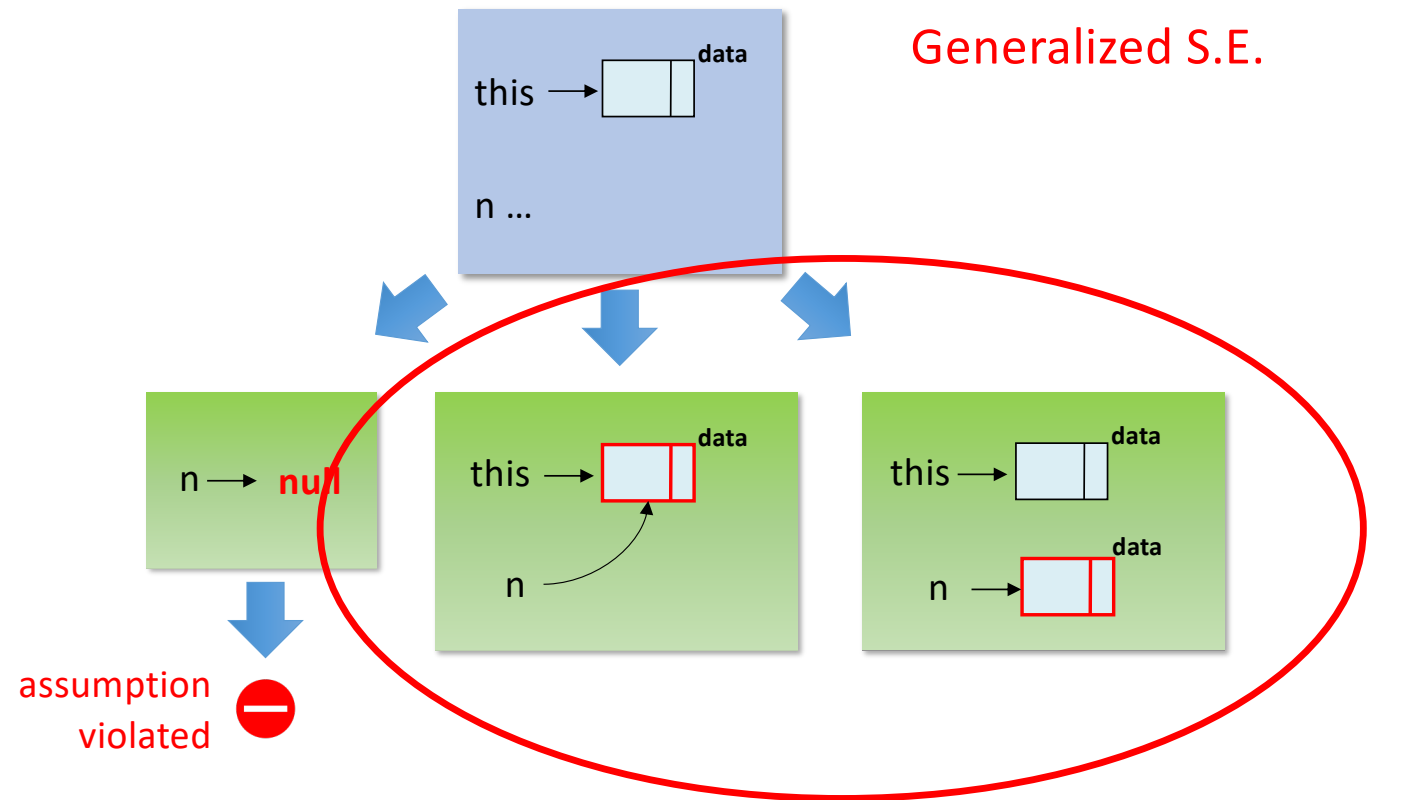 Generalized S.E.
data
this
n ...
n
null
data
this
n
data
this
data
n
assumption
violated